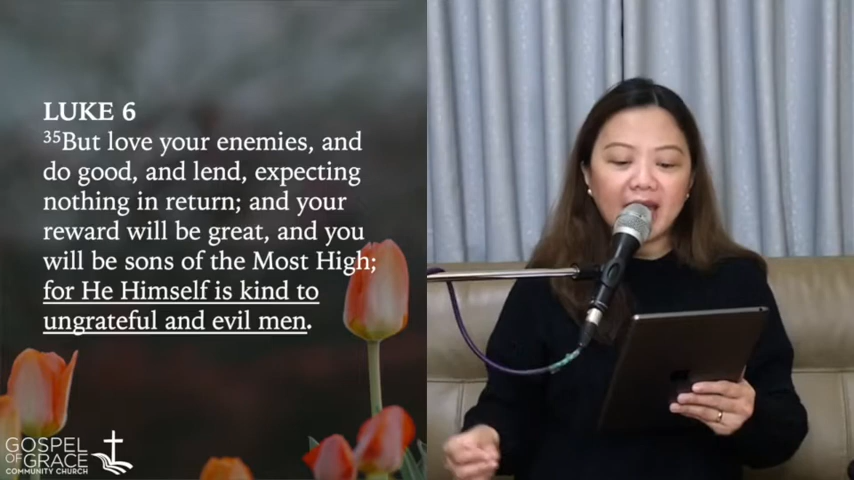 LUKE 6
³⁵But love your enemies, and
do good, and lend, expecting
nothing in return; and your
reward will be great, and you
will be sons of the Most High;
for He Himself is kind to
ungrateful and evil men.
GOSPEL
OF GRACE
COMMUNITY CHURCH